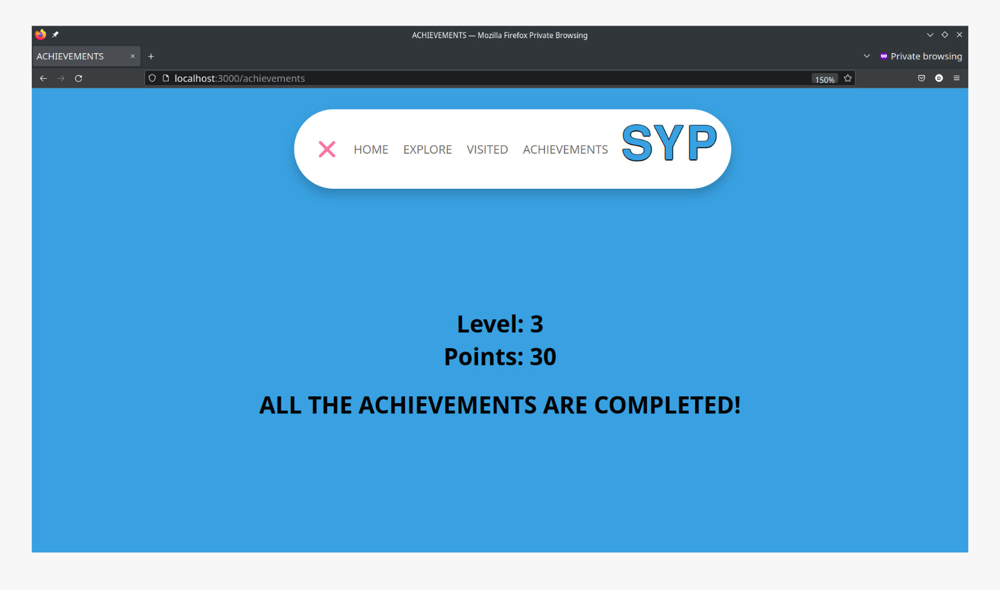 ACHIEVEMENTS — Mozilla Firefox Private Browsing
ACHIEVEMENTS
Private browsing
localhost:3000/achievements
150%
D
HOME EXPLORE VISITED ACHIEVEMENTS SYP
Level: 3
Points: 30
ALL THE ACHIEVEMENTS ARE COMPLETED!